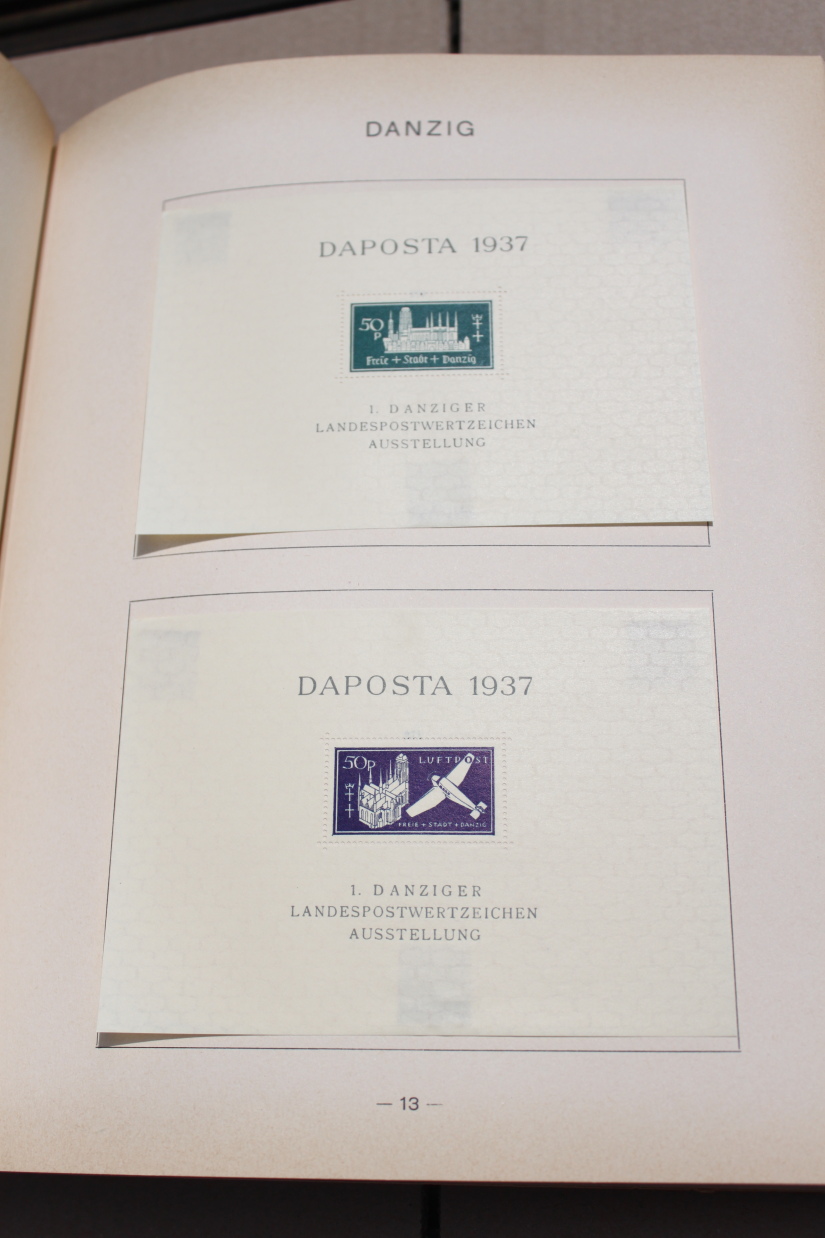 DANZIG
DAPOSTA 1937
50
P
Freie + Stadt + Danzig
1. DANZIGER
LANDESPOSTWERTZEICHEN
AUSSTELLUNG
DAPOSTA 1937
50P LUFTPOST
FREIE + STADT + DANZIG
1. DANZIGER
LANDESPOSTWERTZEICHEN
AUSSTELLUNG
— 13 —